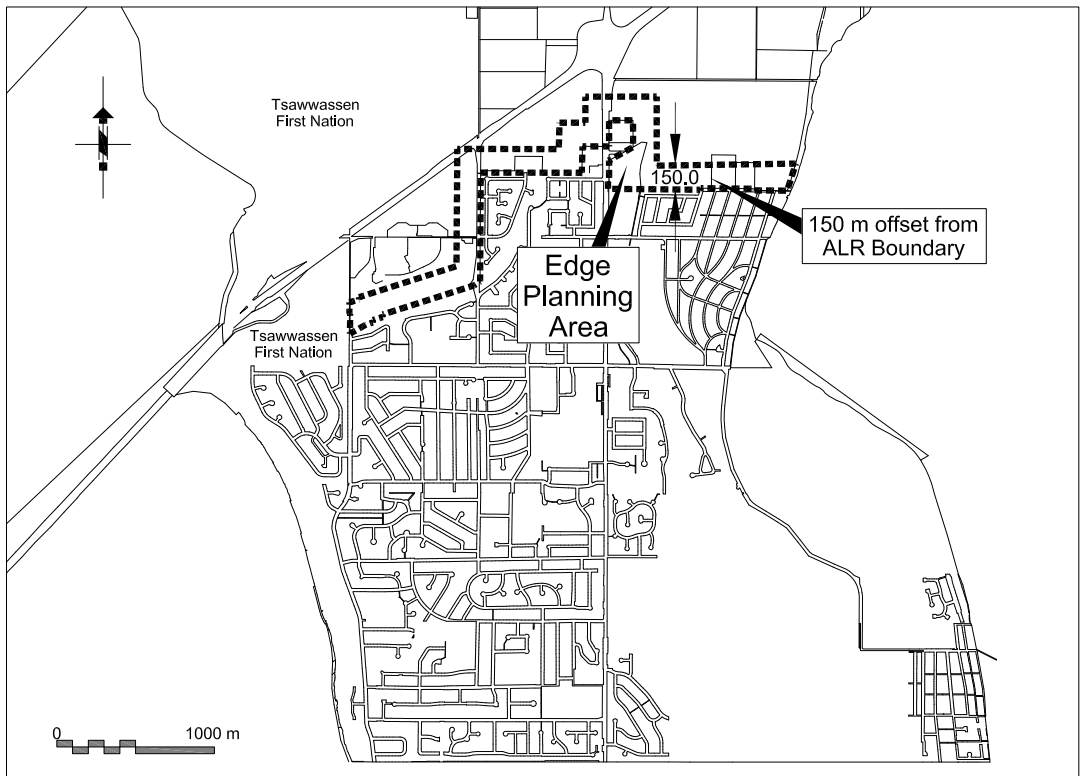 Tsawwassen
First Nation
150.0
150 m offset from
ALR Boundary
Edge
Planning
Area
Tsawwassen
First Nation
0 1000 m